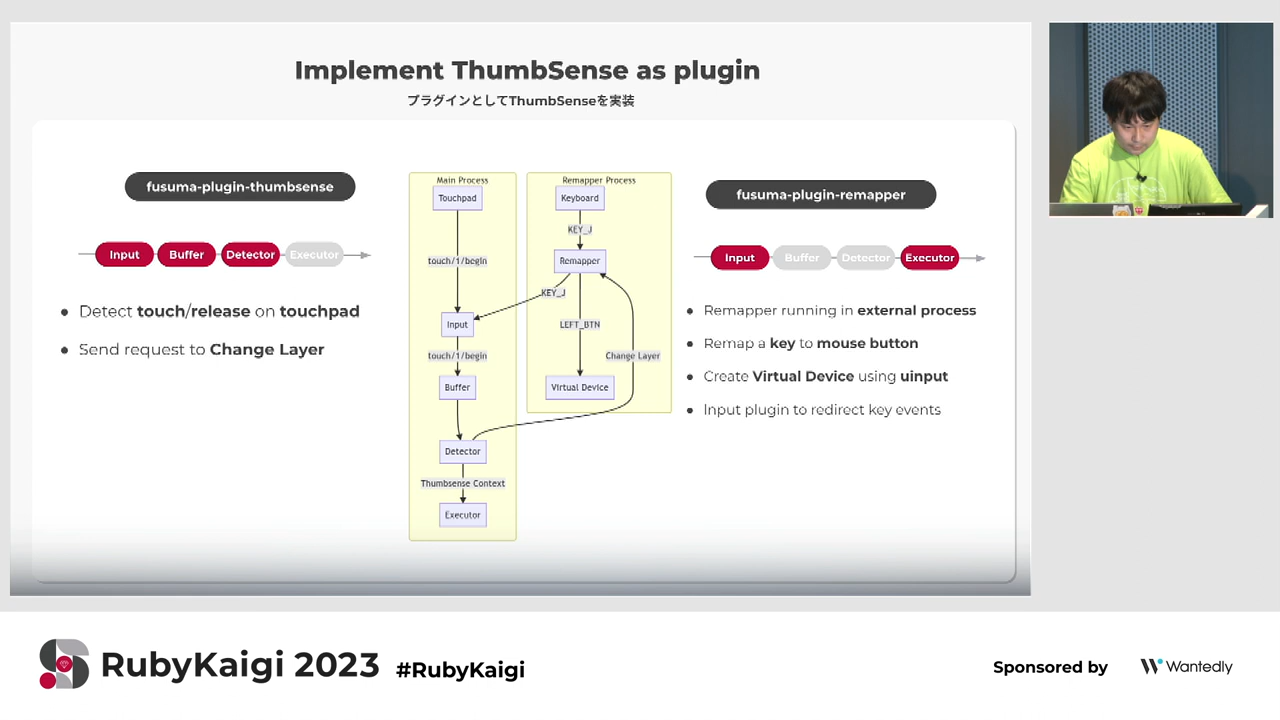 Implement ThumbSense as plugin
プラグインとしてThumbSenseを実装
fusuma-plugin-thumbsense
Input Buffer Detector Executor
Detect touch/release on touchpad
Send request to Change Layer
Main Process
Touchpad
touch/1/begin
Input
touch/1/begin
Buffer
Detector
Thumbsense Context
Executor
Remapper Process
Keyboard
KEY_J
Remapper
KEY_J
LEFT_BTN
Change Layer
Virtual Device
fusuma-plugin-remapper
Input Buffer Detector Executor
Remapper running in external process
Remap a key to mouse button
Create Virtual Device using uinput
Input plugin to redirect key events
RubyKaigi 2023 #RubyKaigi
Sponsored by Wantedly